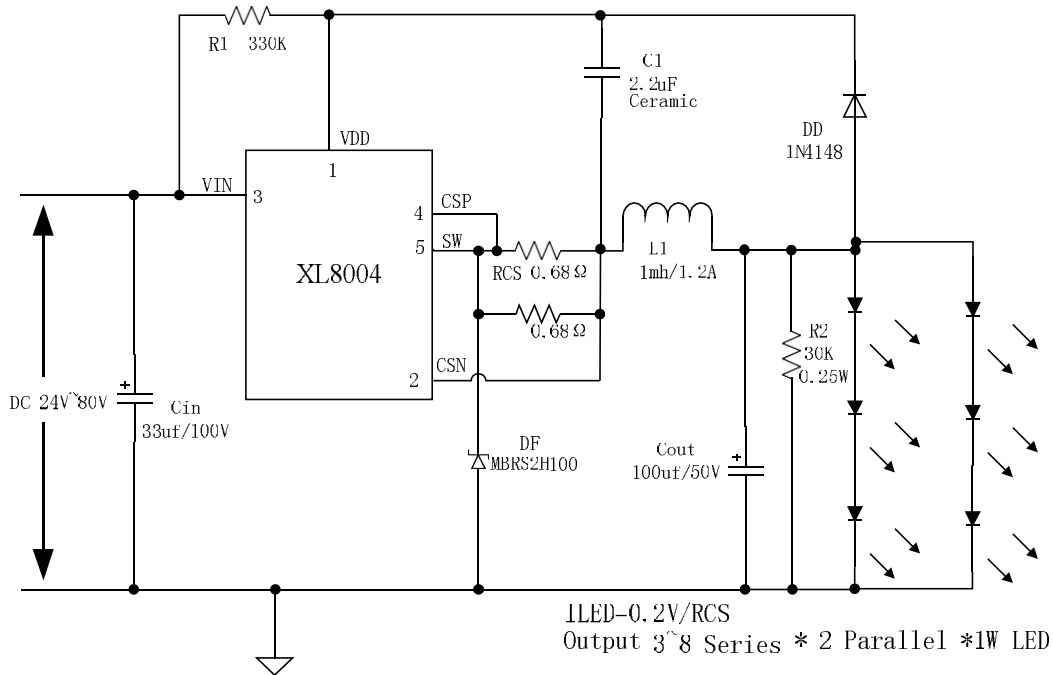 R1 330K
C1
2.2uF
Ceramic
VDD
1
DD
1N4148
VIN
3
4
CSP
5
SW
XL8004
RCS 0.68Ω
L1
1mh/1.2A
0.68Ω
R2
30K
0.25W
2
CSN
DC 24V~80V
+
Cin
33uf/100V
DF
MBRS2H100
Cout
100uf/50V
+
ILED-0.2V/RCS
Output 3~8 Series * 2 Parallel *1W LED